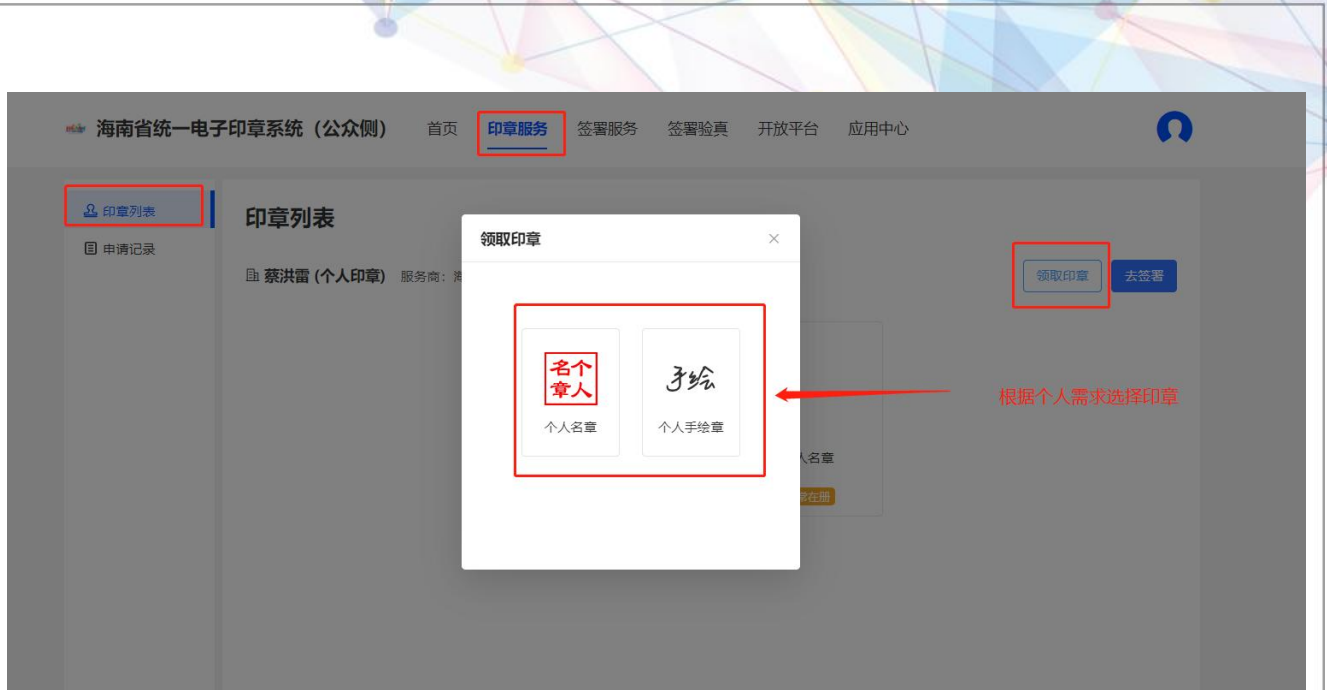 海南省统一电子印章系统（公众侧） 首页 印章服务 签署服务 签署验真 开放平台 应用中心
印章列表
申请记录
印章列表
蔡洪雷 (个人印章) 服务商：海
领取印章 去签署
领取印章
名个
章人
手绘
个人名章 个人手绘章
根据个人需求选择印章
人名章
常在册